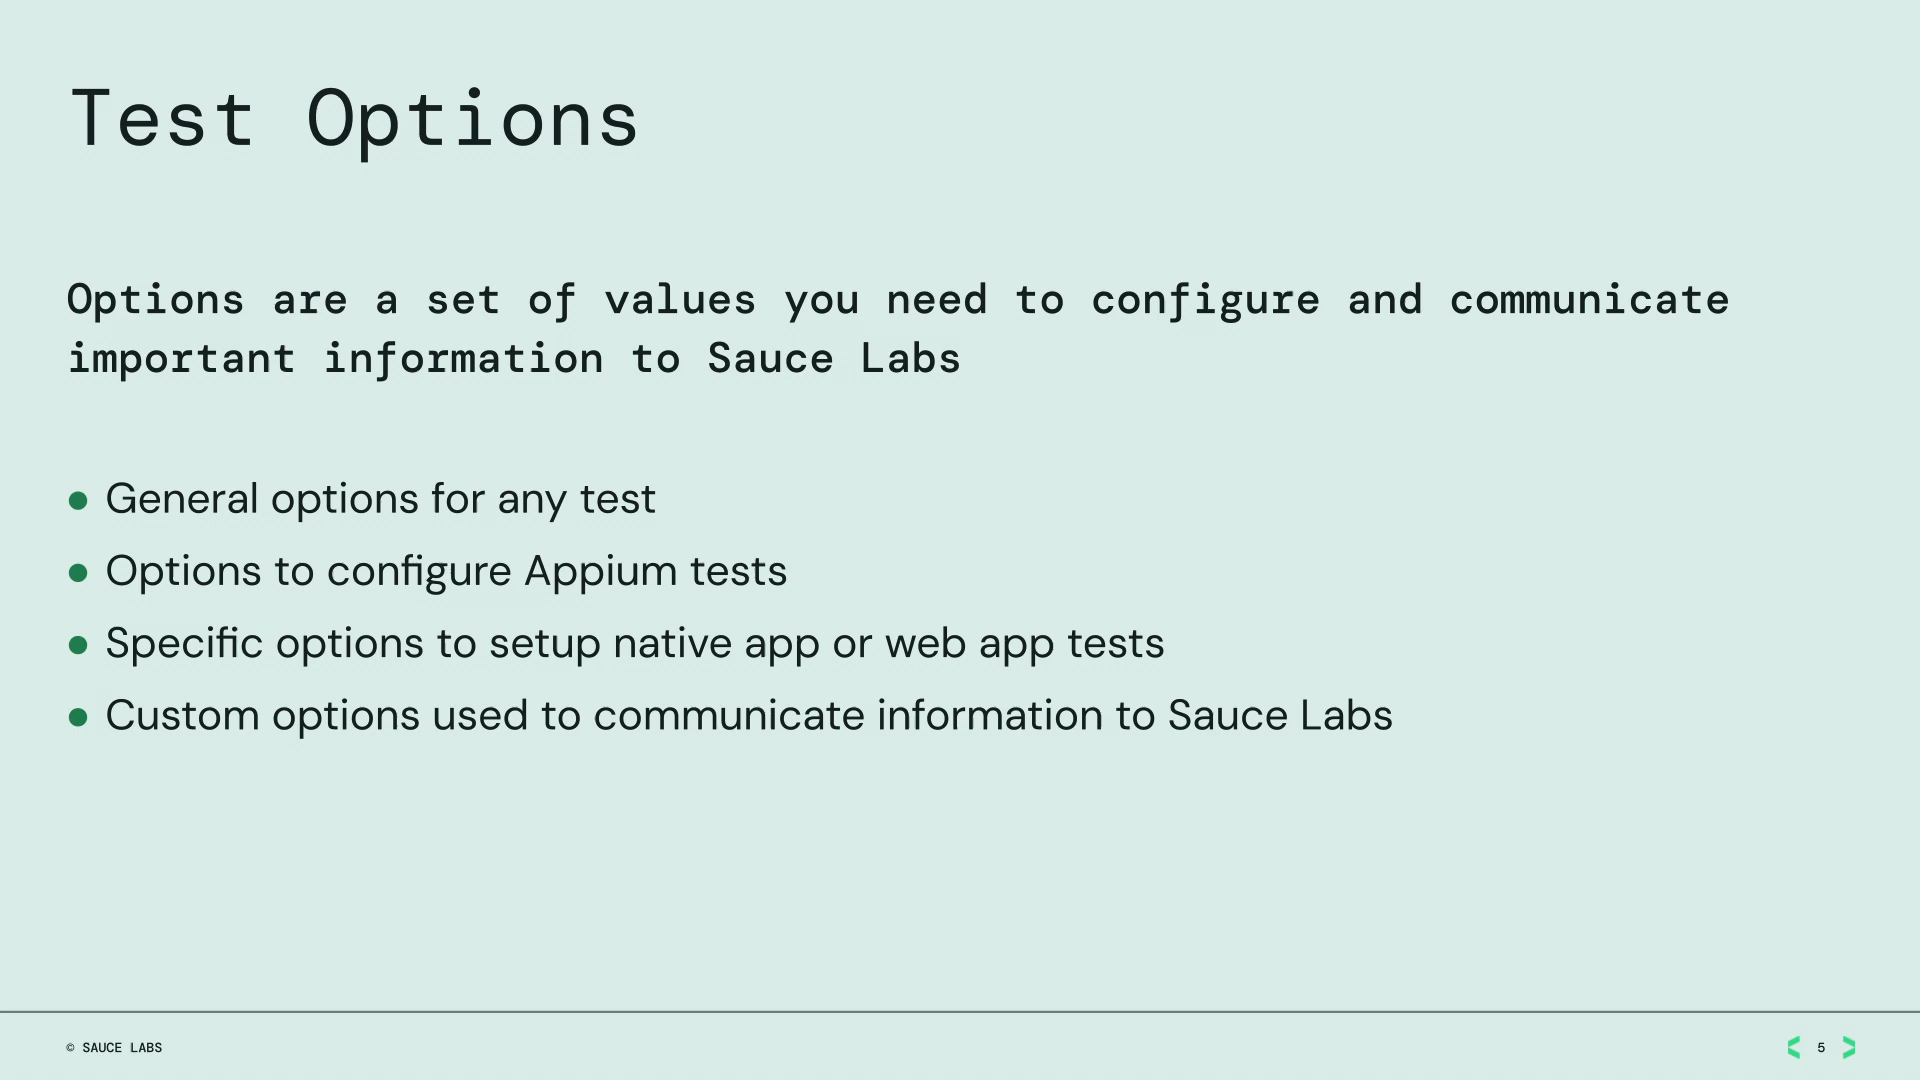 Test Options
Options are a set of values you need to configure and communicate
important information to Sauce Labs
● General options for any test
● Options to configure Appium tests
● Specific options to setup native app or web app tests
● Custom options used to communicate information to Sauce Labs
© SAUCE LABS
< 5 >